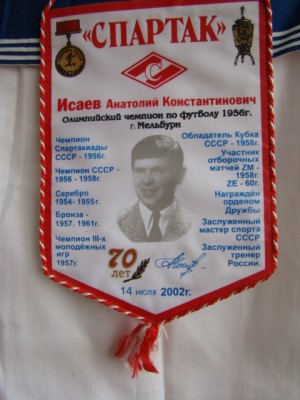 «СПАРТАК»
С
Исаев Анатолий Константинович
Олимпийский чемпион по футболу 1956г.
г. Мельбурн
Чемпион
Спартакиады
СССР - 1956г.
Чемпион СССР -
1956 - 1958г.
Серебро
1954- 1955г.
Бронза -
1957. 1961г.
Чемпион III-х
молодёжных
игр
1957г.
Обладатель Кубка
СССР - 1958г.
Участник
отборочных
матчей ZM -
1958г.
ZE - 60г.
Награждён
орденом
Дружбы
Заслуженный
мастер спорта
СССР
Заслуженный
тренер
России.
70
лет
14 июля 2002г.